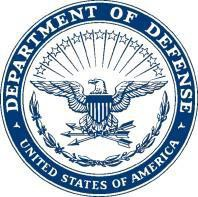 DEPARTMENT OF DEFENSE
UNITED STATES OF AMERICA